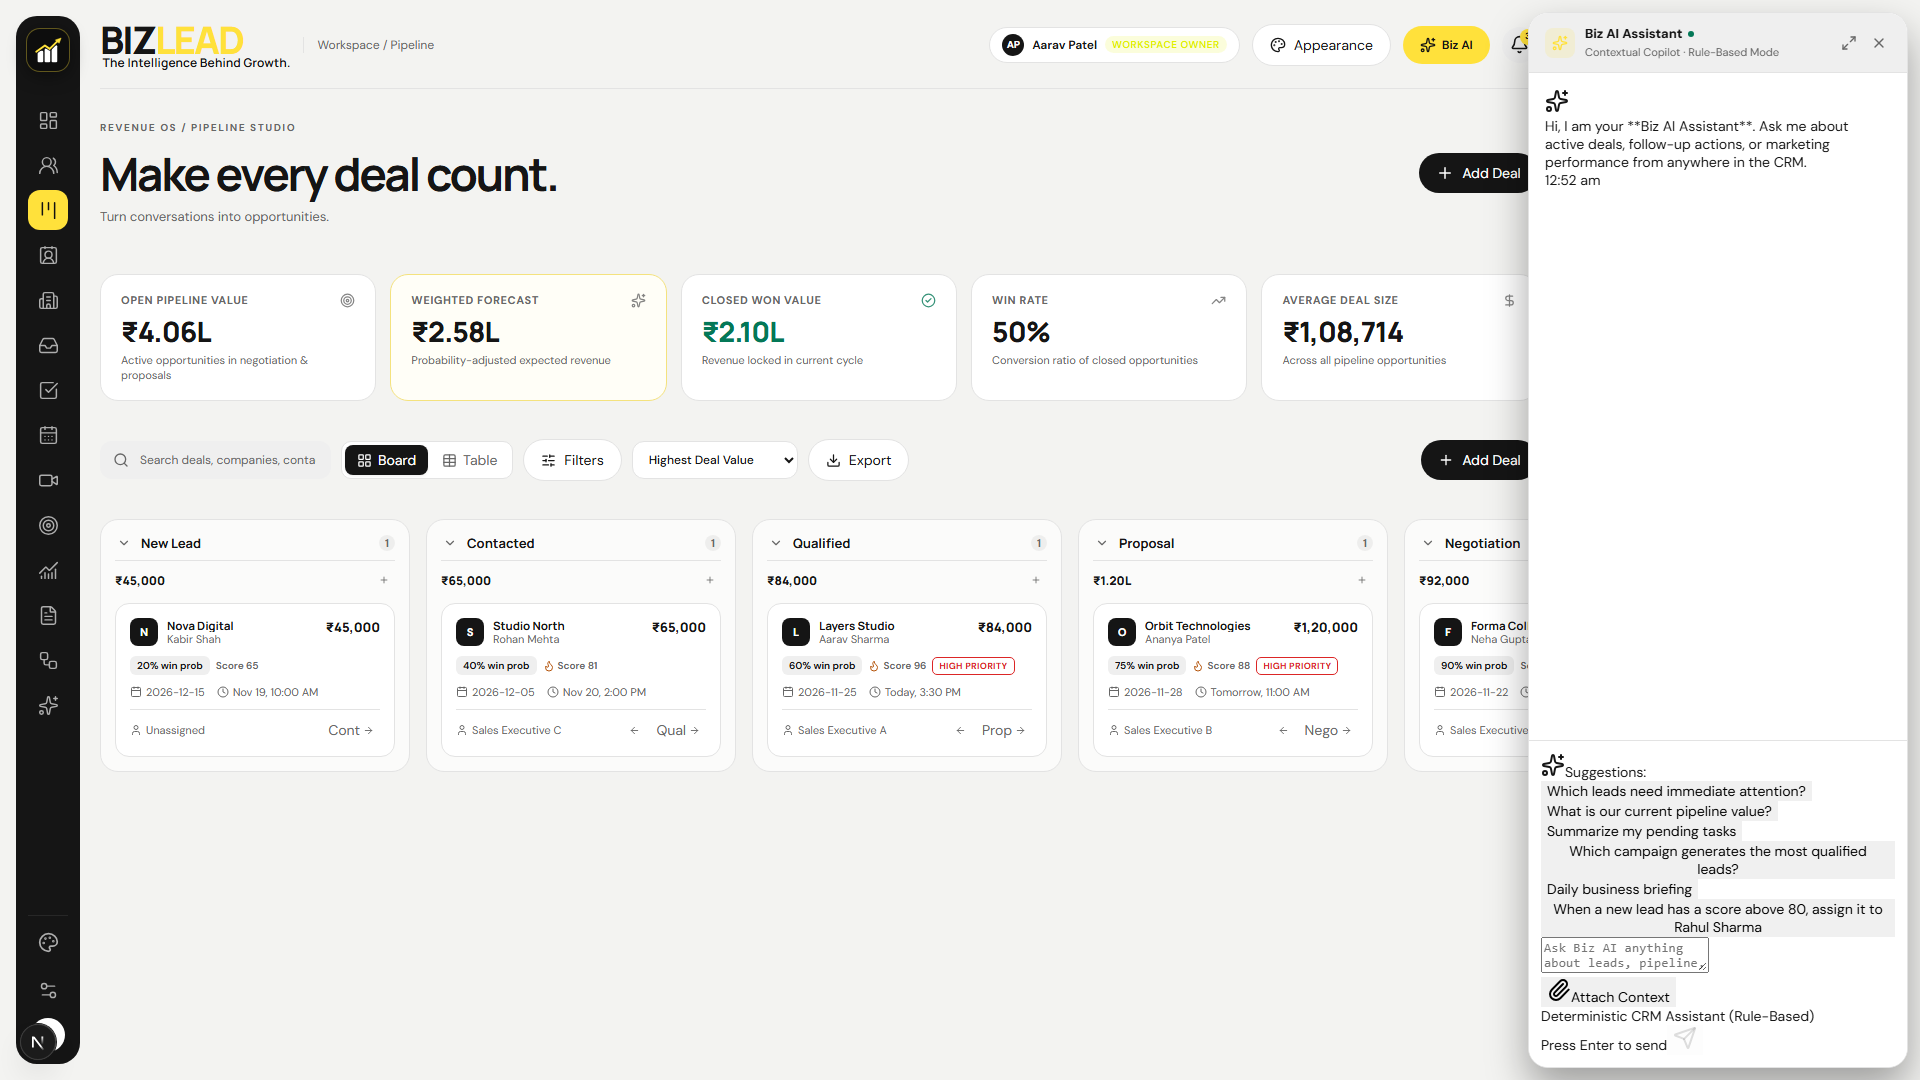 BIZLEAD
The Intelligence Behind Growth.
Workspace / Pipeline
AP Aarav Patel WORKSPACE OWNER
Appearance
Biz AI
REVENUE OS / PIPELINE STUDIO
Make every deal count.
Turn conversations into opportunities.
+ Add Deal
OPEN PIPELINE VALUE
₹4.06L
Active opportunities in negotiation &
proposals
WEIGHTED FORECAST
₹2.58L
Probability-adjusted expected revenue
CLOSED WON VALUE
₹2.10L
Revenue locked in current cycle
WIN RATE
50%
Conversion ratio of closed opportunities
AVERAGE DEAL SIZE
$
₹1,08,714
Across all pipeline opportunities
Search deals, companies, conta
Board
Table
Filters
Highest Deal Value
Export
+ Add Deal
New Lead 1
₹45,000 +
N Nova Digital ₹45,000
Kabir Shah
20% win prob Score 65
2026-12-15 Nov 19, 10:00 AM
Unassigned Cont →
Contacted 1
₹65,000 +
S Studio North ₹65,000
Rohan Mehta
40% win prob Score 81
2026-12-05 Nov 20, 2:00 PM
Sales Executive C ← Qual →
Qualified 1
₹84,000 +
L Layers Studio ₹84,000
Aarav Sharma
60% win prob Score 96 HIGH PRIORITY
2026-11-25 Today, 3:30 PM
Sales Executive A ← Prop →
Proposal 1
₹1.20L +
O Orbit Technologies ₹1,20,000
Ananya Patel
75% win prob Score 88 HIGH PRIORITY
2026-11-28 Tomorrow, 11:00 AM
Sales Executive B ← Nego →
Negotiation
₹92,000
F Forma Col
Neha Gupta
90% win prob
2026-11-22
Sales Executive
N
Biz AI Assistant
Contextual Copilot · Rule-Based Mode
Hi, I am your **Biz AI Assistant**. Ask me about
active deals, follow-up actions, or marketing
performance from anywhere in the CRM.
12:52 am
Suggestions:
Which leads need immediate attention?
What is our current pipeline value?
Summarize my pending tasks
Which campaign generates the most qualified
leads?
Daily business briefing
When a new lead has a score above 80, assign it to
Rahul Sharma
Ask Biz AI anything
about leads, pipeline,
Attach Context
Deterministic CRM Assistant (Rule-Based)
Press Enter to send